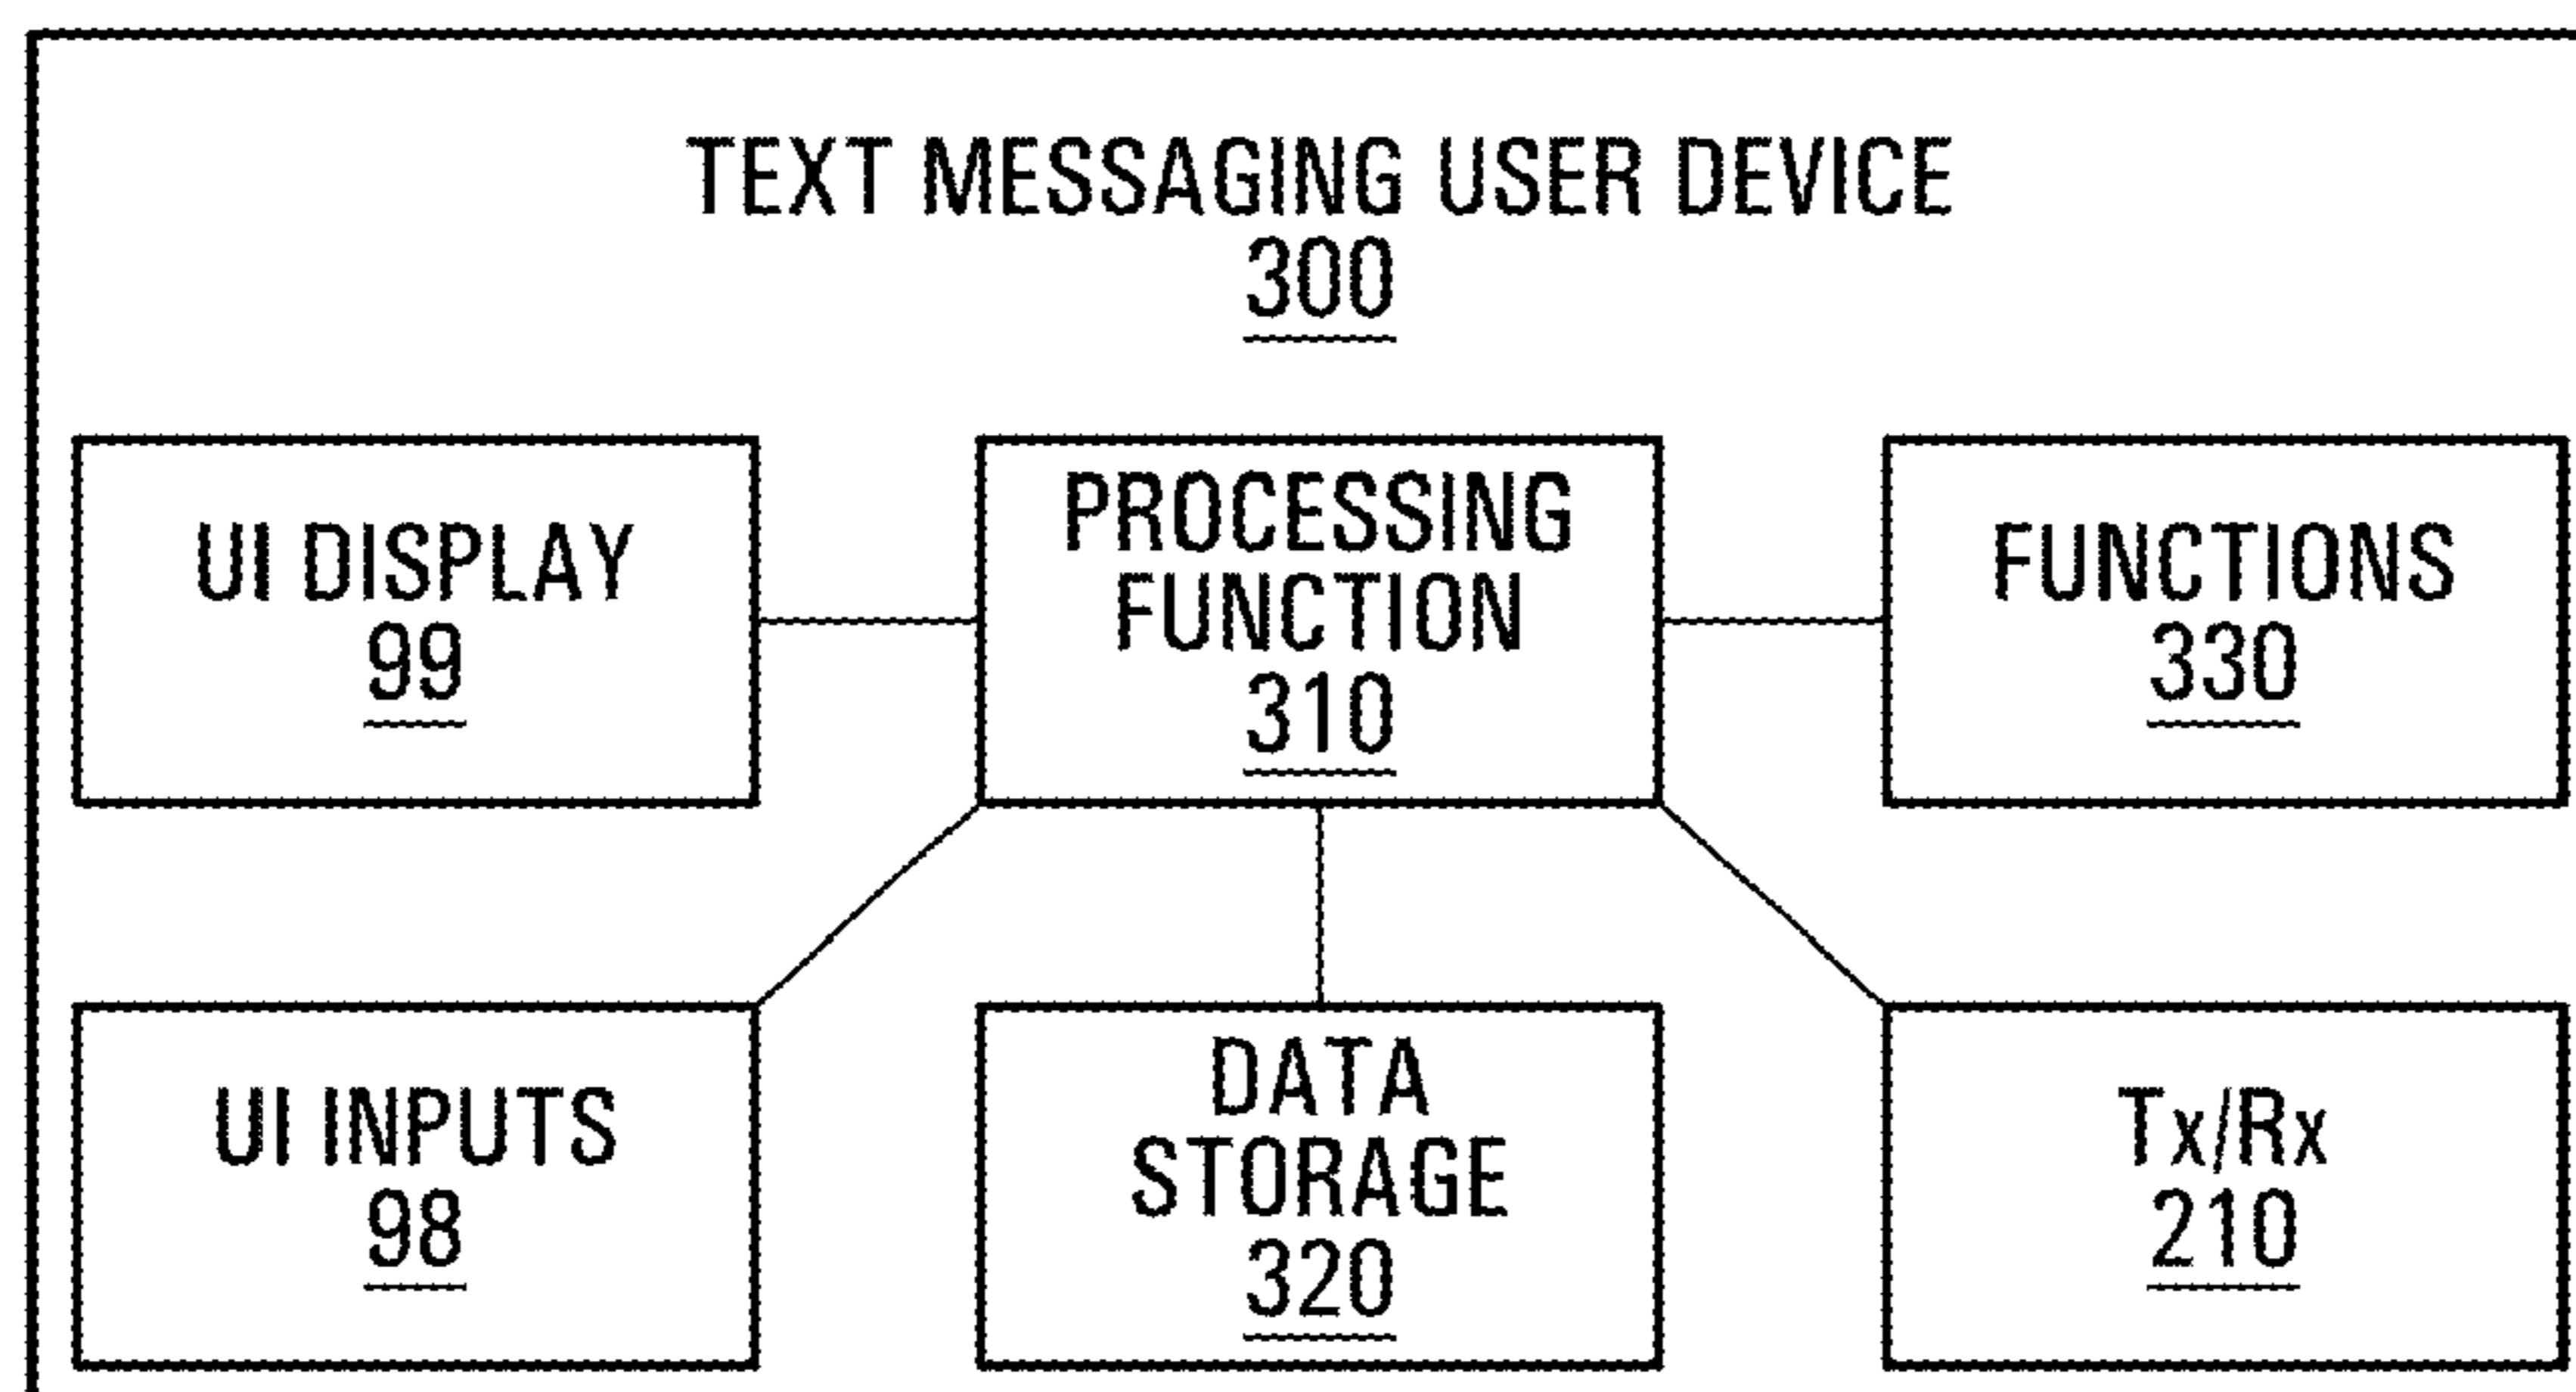 TEXT MESSAGING USER DEVICE
300
UI DISPLAY
99
PROCESSING
FUNCTION
310
FUNCTIONS
330
UI INPUTS
98
DATA
STORAGE
320
Tx/Rx
210